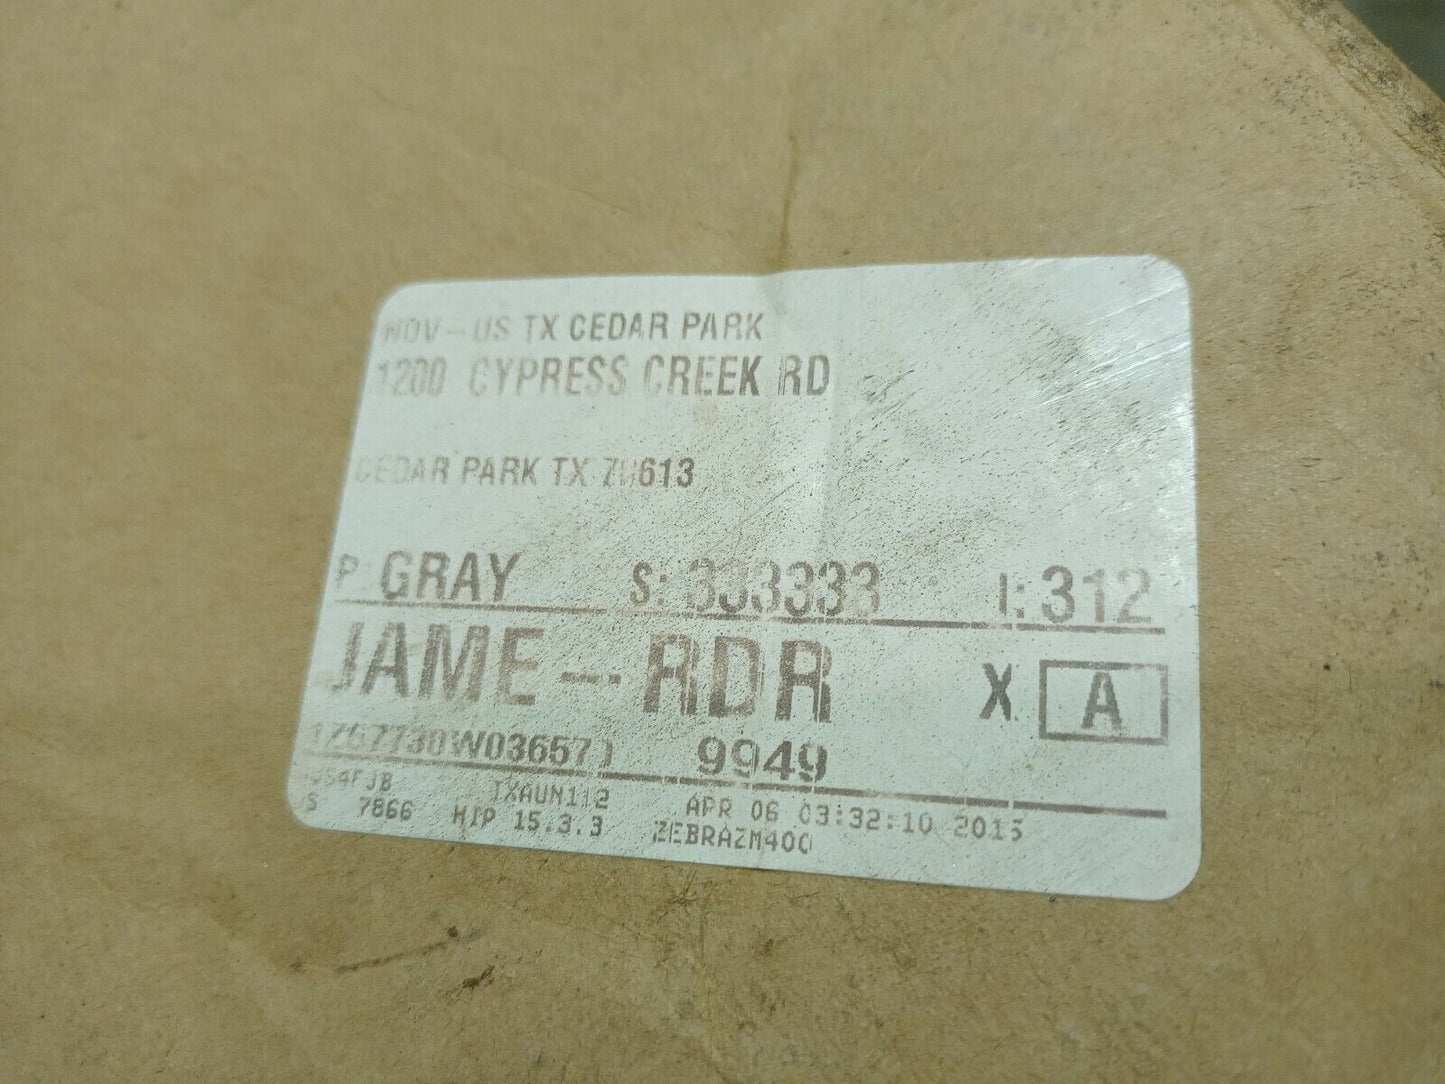 NOV-US TX CEDAR PARK
1200 CYPRESS CREEK RD
CEDAR PARK TX 78613
P: GRAY S: 333333 I: 312
JAME--RDR X A
9949
TXAUN112 APR 06 03:32:10 2015
7866 HIP 15.3.3 ZEBRAZM400